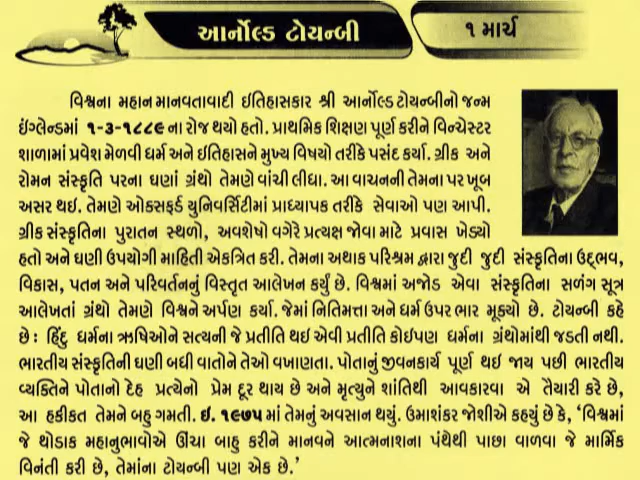 આર્નોલ્ડ ટોયન્બી
૧ માર્ચ
વિશ્વના મહાન માનવતાવાદી ઈતિહાસકાર શ્રી આર્નોલ્ડ ટોયન્બીનો જન્મ
ઇંગ્લેન્ડમાં ૧-૩-૧૮૮૯ ના રોજ થયો હતો. પ્રાથમિક શિક્ષણ પૂર્ણ કરીને વિન્ચેસ્ટર
શાળામાં પ્રવેશ મેળવી ધર્મ અને ઇતિહાસને મુખ્ય વિષયો તરીકે પસંદ કર્યા. ગ્રીક અને
રોમન સંસ્કૃતિ પરના ઘણાં ગ્રંથો તેમણે વાંચી લીધા. આ વાચનની તેમના પર ખૂબ
અસર થઇ. તેમણે ઓક્સફર્ડ યુનિવર્સિટીમાં પ્રાધ્યાપક તરીકે સેવાઓ પણ આપી.
ગ્રીક સંસ્કૃતિના પુરાતન સ્થળો, અવશેષો વગેરે પ્રત્યક્ષ જોવા માટે પ્રવાસ ખેડ્યો
હતો અને ઘણી ઉપયોગી માહિતી એકત્રિત કરી. તેમના અથાક પરિશ્રમ દ્વારા જુદી જુદી સંસ્કૃતિના ઉદ્‌ભવ,
વિકાસ, પતન અને પરિવર્તનનું વિસ્તૃત આલેખન કર્યું છે. વિશ્વમાં અજોડ એવા સંસ્કૃતિના સળંગ સૂત્ર
આલેખતાં ગ્રંથો તેમણે વિશ્વને અર્પણ કર્યા. જેમાં નિતિમત્તા અને ધર્મ ઉપર ભાર મૂક્યો છે. ટોયન્બી કહે
છે : હિંદુ ધર્મના ઋષિઓને સત્યની જે પ્રતીતિ થઇ એવી પ્રતીતિ કોઇપણ ધર્મના ગ્રંથોમાંથી જડતી નથી.
ભારતીય સંસ્કૃતિની ઘણી બધી વાતોને તેઓ વખાણતા. પોતાનું જીવનકાર્ય પૂર્ણ થઇ જાય પછી ભારતીય
વ્યક્તિને પોતાનો દેહ પ્રત્યેનો પ્રેમ દૂર થાય છે અને મૃત્યુને શાંતિથી આવકારવા એ તૈયારી કરે છે,
આ હકીકત તેમને બહુ ગમતી. ઇ. ૧૯૭૫ માં તેમનું અવસાન થયું. ઉમાશંકર જોશીએ કહ્યું છે કે, ‘વિશ્વમાં
જે થોડાક મહાનુભાવોએ ઊંચા બાહુ કરીને માનવને આત્મનાશના પંથેથી પાછા વાળવા જે માર્મિક
વિનંતી કરી છે, તેમાંના ટોયન્બી પણ એક છે.’